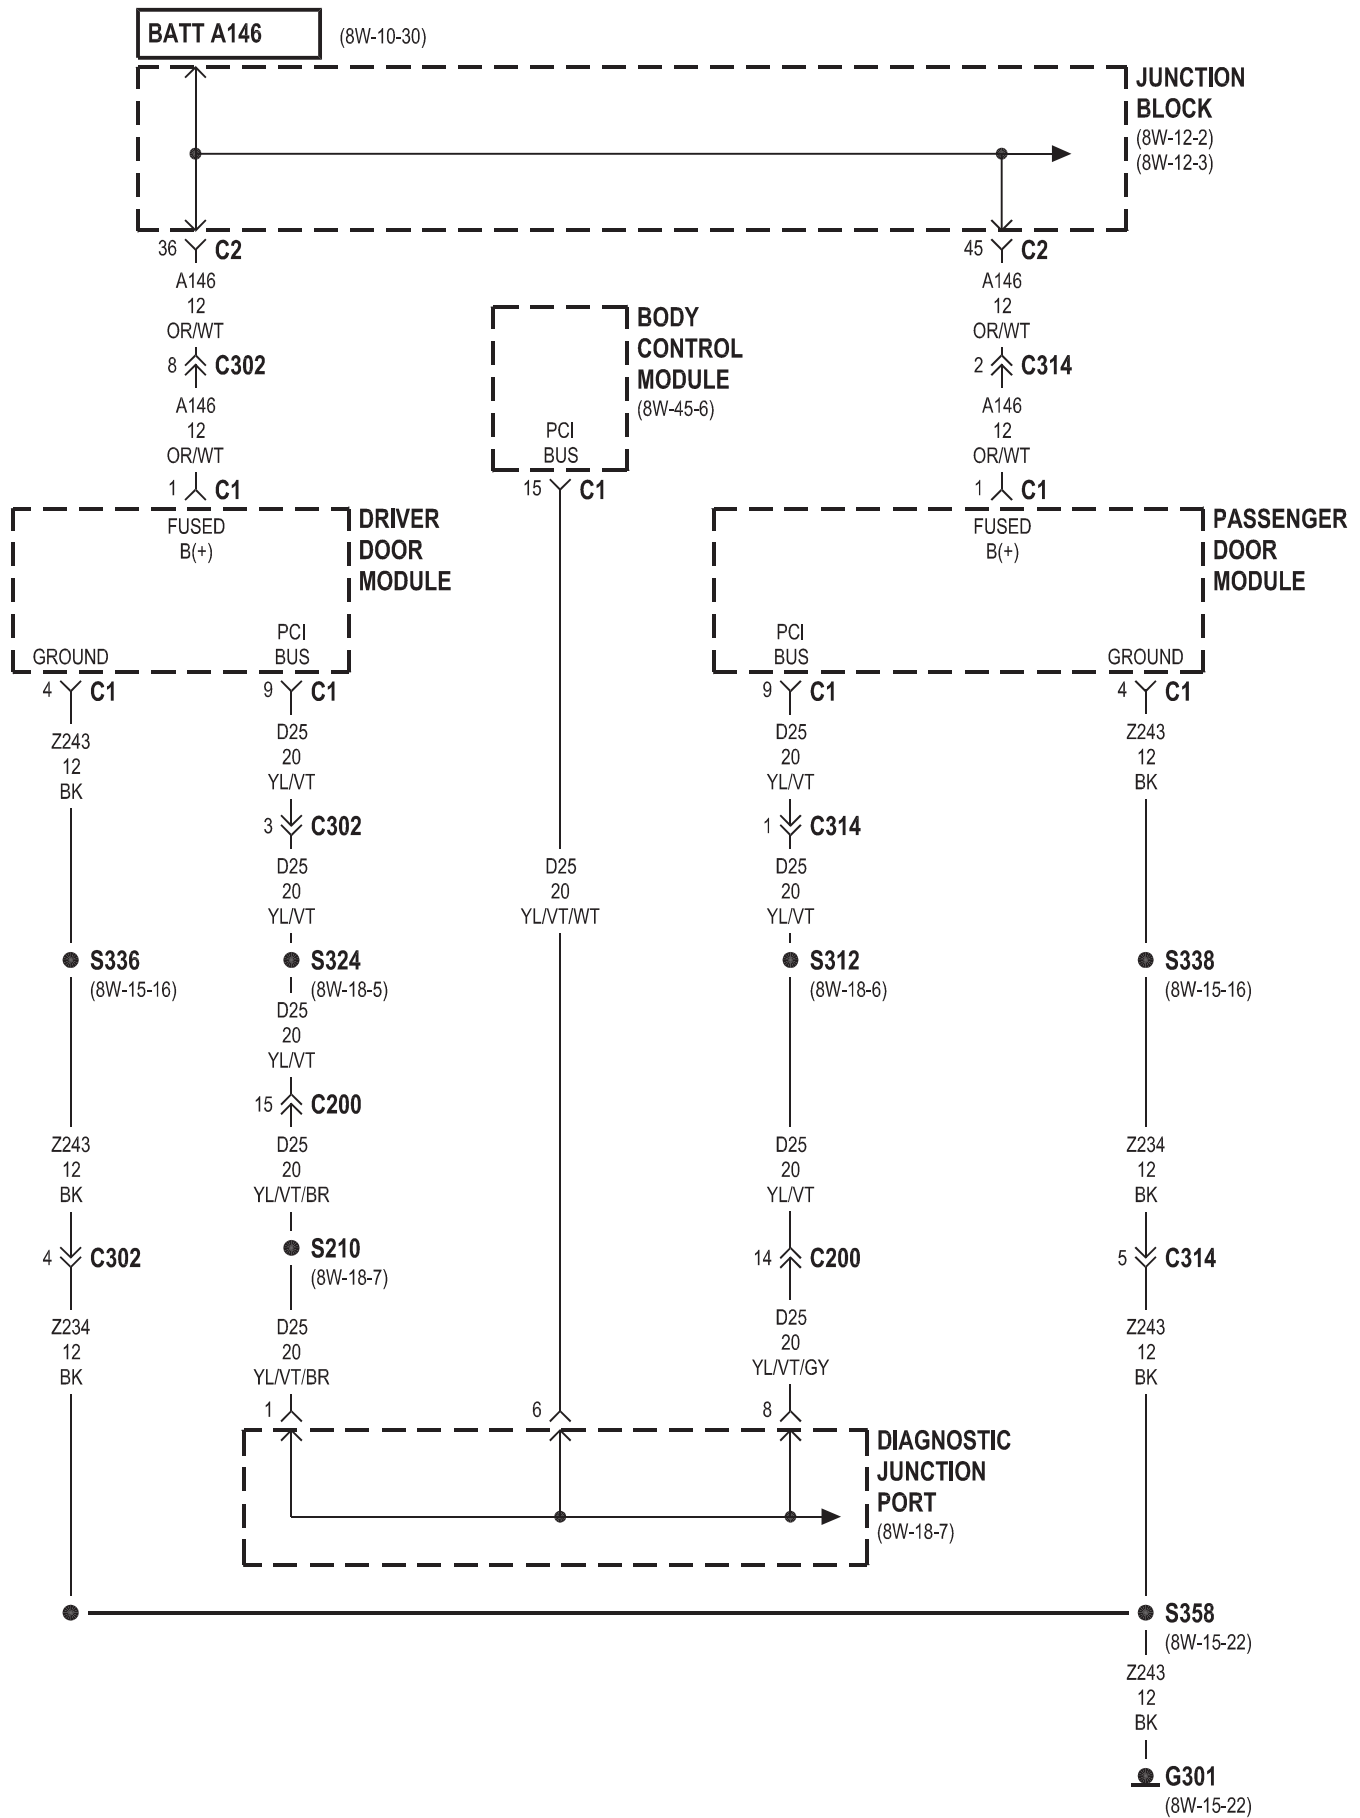 BATT A146
(8W-10-30)
JUNCTION
BLOCK
(8W-12-2)
(8W-12-3)
36
C2
45
C2
A146
12
OR/WT
A146
12
OR/WT
8
C302
2
C314
A146
12
OR/WT
A146
12
OR/WT
1
C1
1
C1
BODY
CONTROL
MODULE
(8W-45-6)
PCI
BUS
15
C1
FUSED
B(+)
DRIVER
DOOR
MODULE
GROUND
PCI
BUS
FUSED
B(+)
PASSENGER
DOOR
MODULE
PCI
BUS
GROUND
4
C1
9
C1
9
C1
4
C1
Z243
12
BK
D25
20
YL/VT
D25
20
YL/VT
Z243
12
BK
3
C302
1
C314
D25
20
YL/VT
D25
20
YL/VT/WT
D25
20
YL/VT
S336
(8W-15-16)
S324
(8W-18-5)
S312
(8W-18-6)
S338
(8W-15-16)
D25
20
YL/VT
15
C200
Z243
12
BK
D25
20
YL/VT/BR
D25
20
YL/VT
Z234
12
BK
4
C302
S210
(8W-18-7)
14
C200
5
C314
Z234
12
BK
D25
20
YL/VT/BR
D25
20
YL/VT/GY
Z243
12
BK
1
6
8
DIAGNOSTIC
JUNCTION
PORT
(8W-18-7)
S358
(8W-15-22)
Z243
12
BK
G301
(8W-15-22)